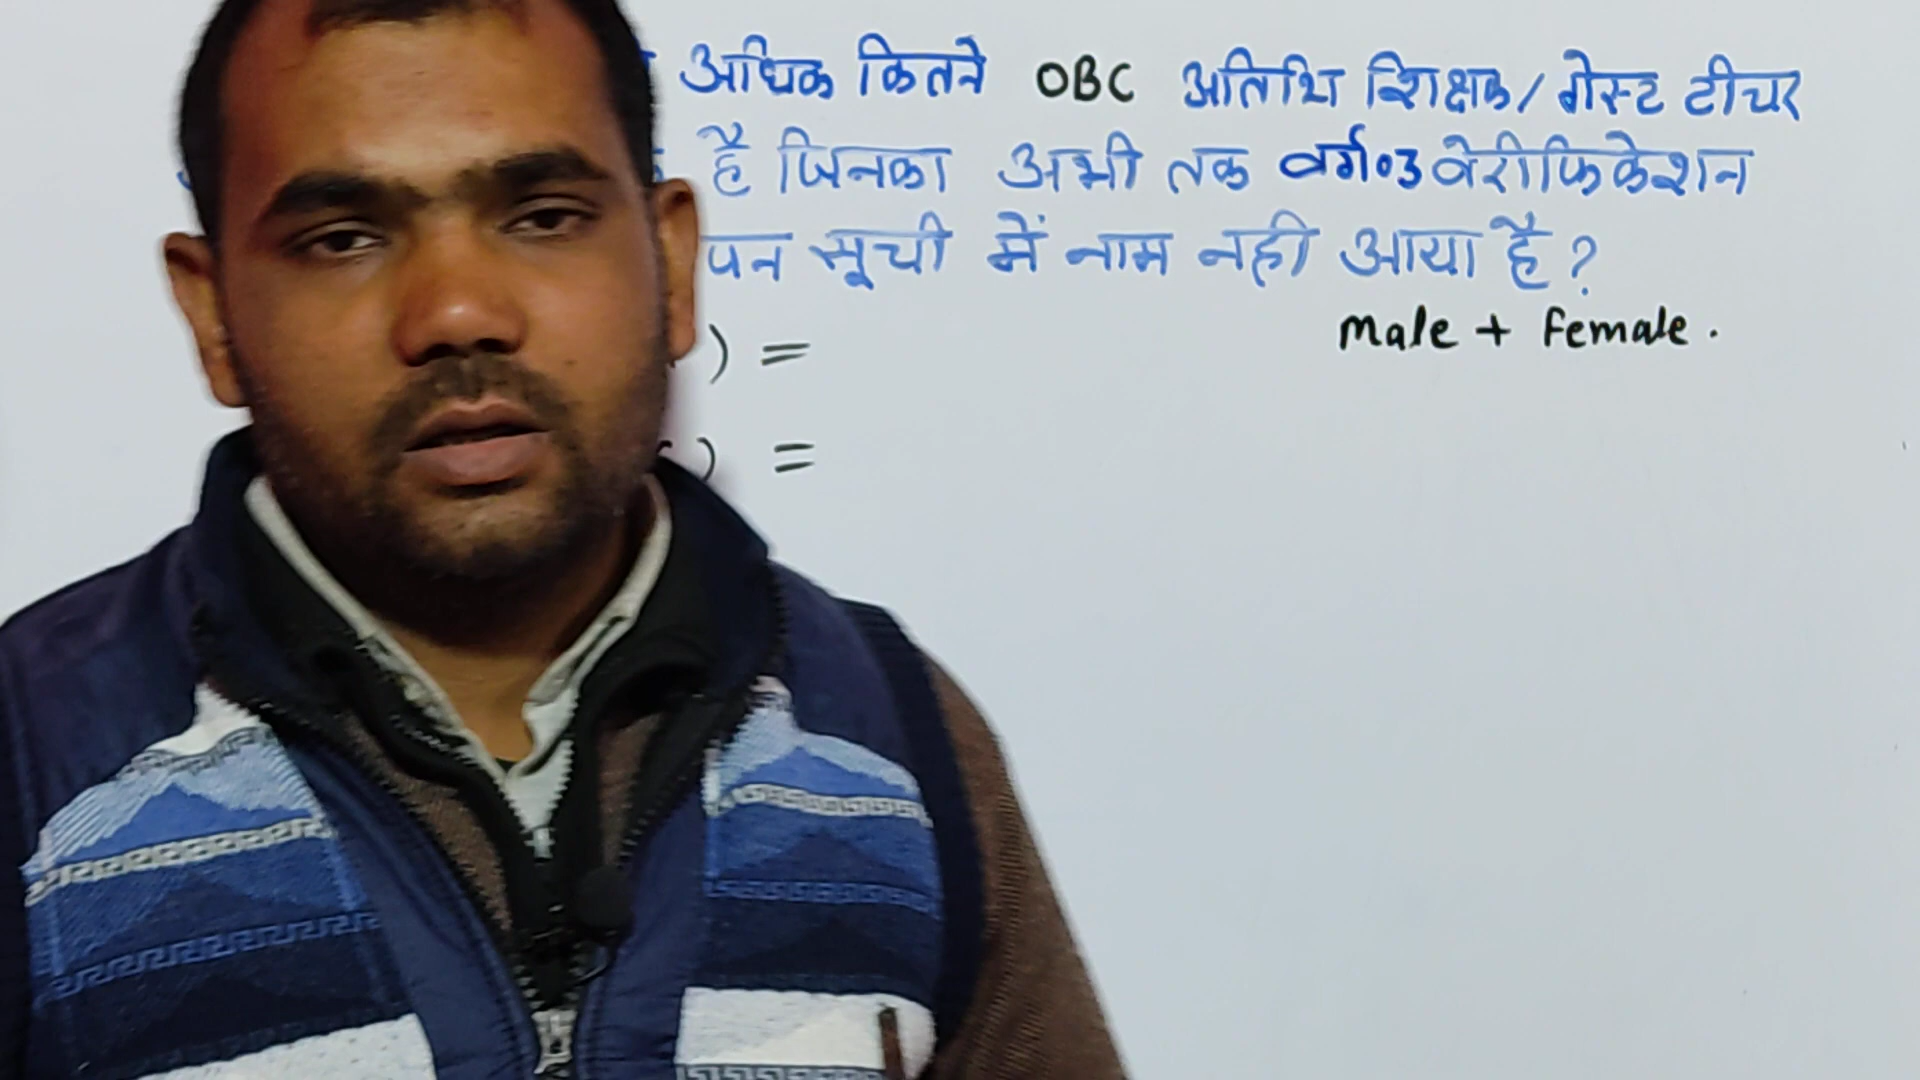 अधिक कितने OBC अतिथि शिक्षक/गेस्ट टीचर
है जिनका अभी तक वर्ग०3 वेरीफिकेशन
पन सूची में नाम नही आया है?
Male + Female.
) =
) =